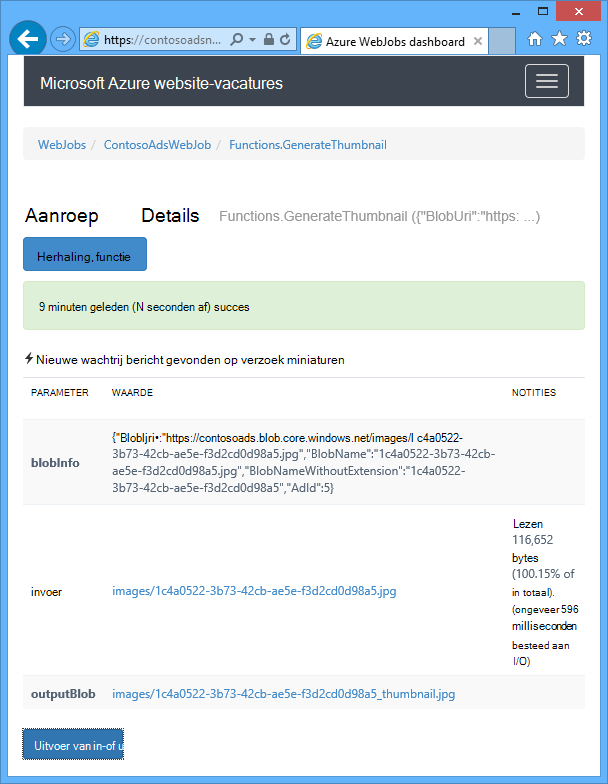 https://contosoadsn...
Azure WebJobs dashboard
Microsoft Azure website-vacatures
WebJobs / ContosoAdsWebJob / Functions.GenerateThumbnail
Aanroep Details Functions.GenerateThumbnail ({"BlobUri":"https: ...)
Herhaling, functie
9 minuten geleden (N seconden af) succes
Nieuwe wachtrij bericht gevonden op verzoek miniaturen
PARAMETER WAARDE NOTITIES
{"Blobljri•:"https://contosoads.blob.core.windows.net/images/l c4a0522-
3b73-42cb-ae5e-f3d2cd0d98a5.jpg","BlobName":"1c4a0522-3b73-42cb-
blobInfo
ae5e-f3d2cd0d98a5.jpg","BlobNameWithoutExtension":"1c4a0522-
3b73-42cb-ae5e-f3d2cd0d98a5","AdId":5}
invoer
images/1c4a0522-3b73-42cb-ae5e-f3d2cd0d98a5.jpg
Lezen
116,652
bytes
(100.15% of
in totaal).
(ongeveer 596
milliseconden
besteed aan
I/O)
outputBlob images/1c4a0522-3b73-42cb-ae5e-f3d2cd0d98a5_thumbnail.jpg
Uitvoer van in-of u